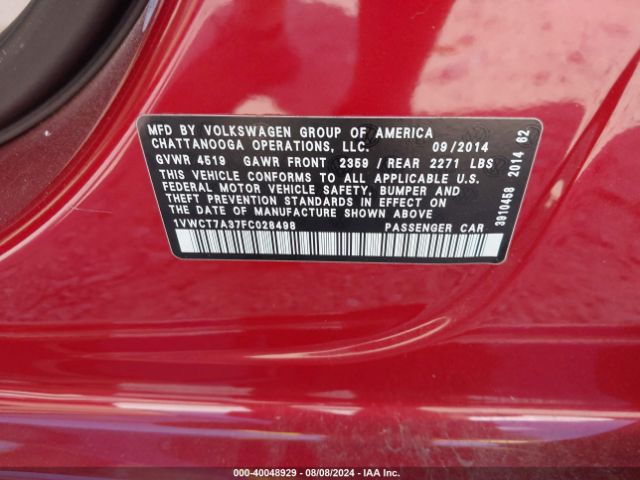 MFD BY VOLKSWAGEN GROUP OF AMERICA
CHATTANOOGA OPERATIONS, LLC. 09/2014
GVWR 4519 GAWR FRONT 2359 / REAR 2271 LBS
THIS VEHICLE CONFORMS TO ALL APPLICABLE U.S.
FEDERAL MOTOR VEHICLE SAFETY, BUMPER AND
THEFT PREVENTION STANDARDS IN EFFECT ON
THE DATE OF MANUFACTURE SHOWN ABOVE
1VWCT7A37FC028498 PASSENGER CAR
3910458 2014 62
000-40048929 - 08/08/2024 - IAA Inc.